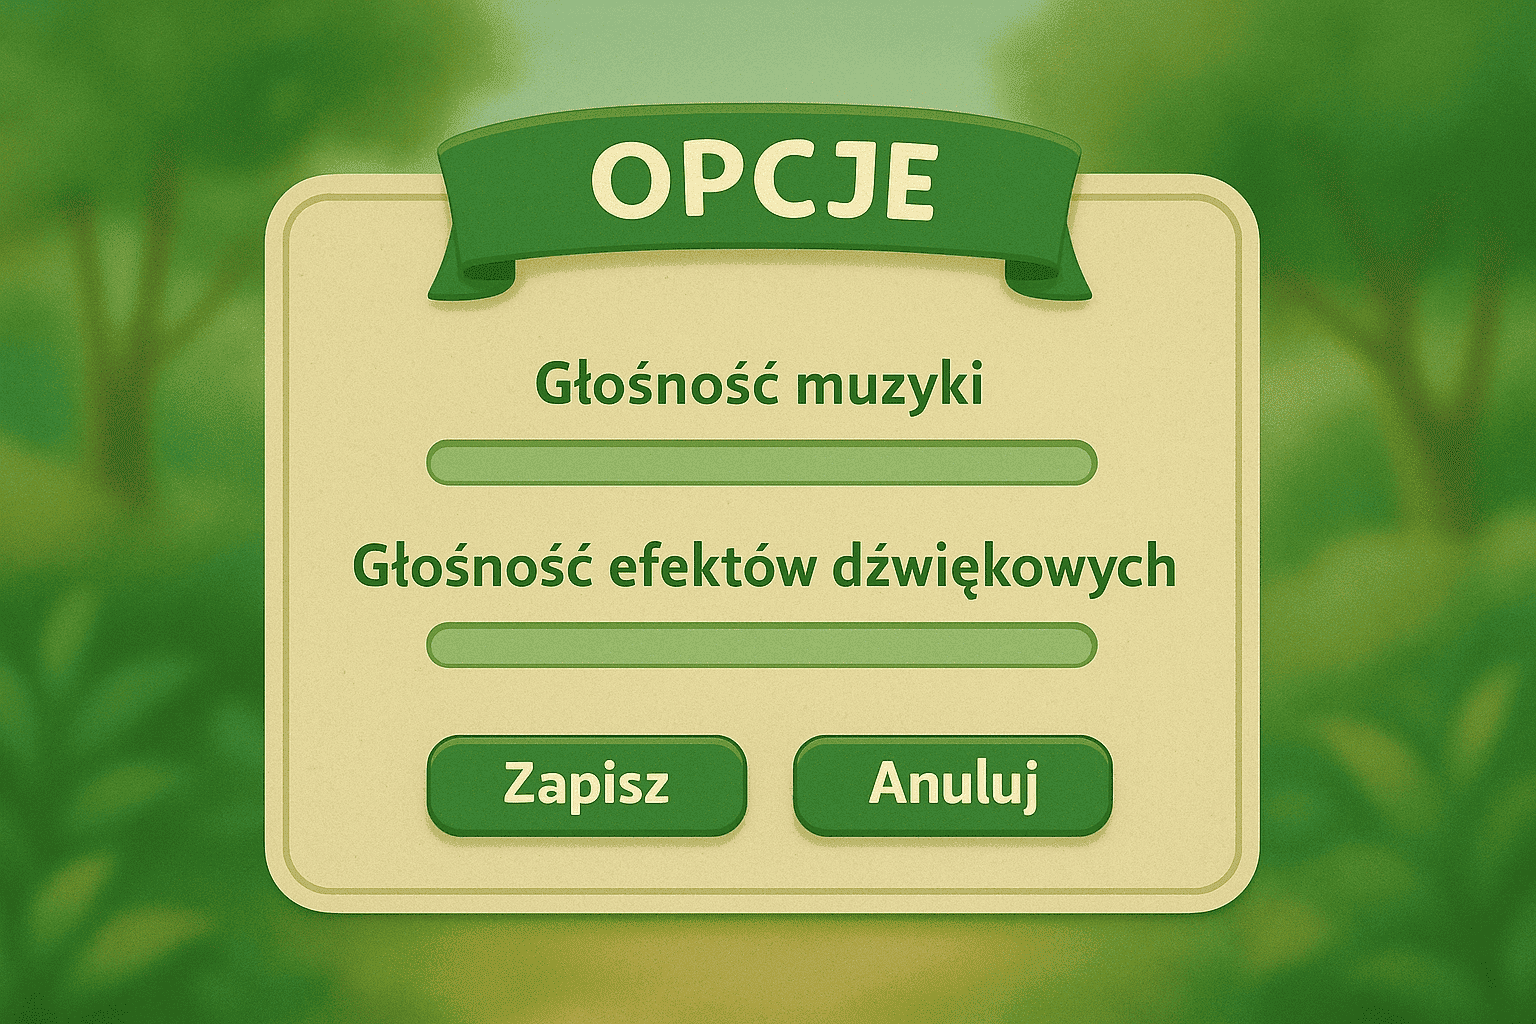 OPCJE
Głośność muzyki
Głośność efektów dźwiękowych
Zapisz
Anuluj